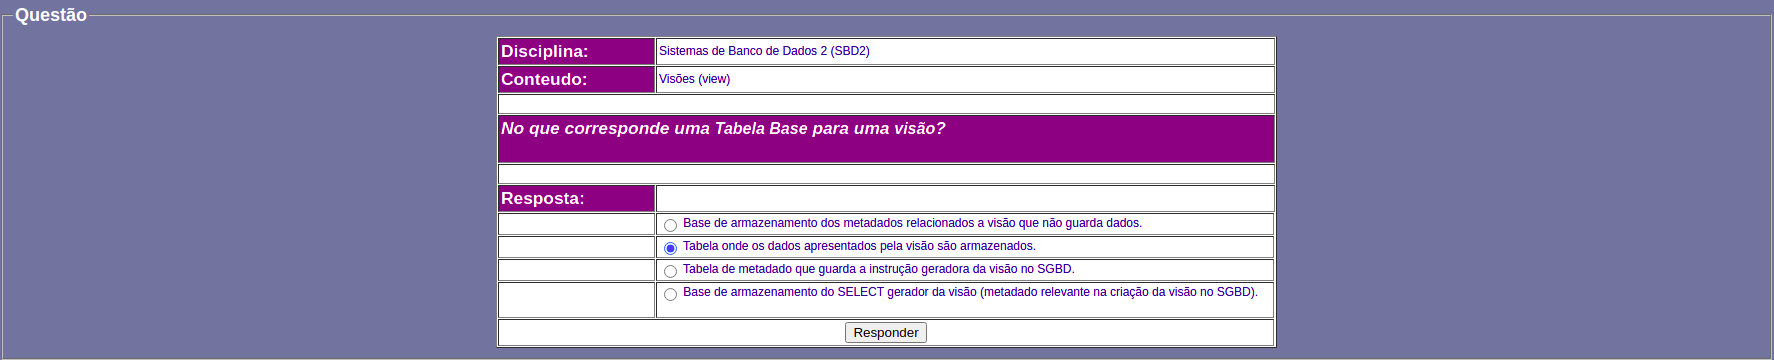 Questão
Disciplina: Sistemas de Banco de Dados 2 (SBD2)
Conteudo: Visões (view)
No que corresponde uma Tabela Base para uma visão?
Resposta:
Base de armazenamento dos metadados relacionados a visão que não guarda dados.
Tabela onde os dados apresentados pela visão são armazenados.
Tabela de metadado que guarda a instrução geradora da visão no SGBD.
Base de armazenamento do SELECT gerador da visão (metadado relevante na criação da visão no SGBD).
Responder